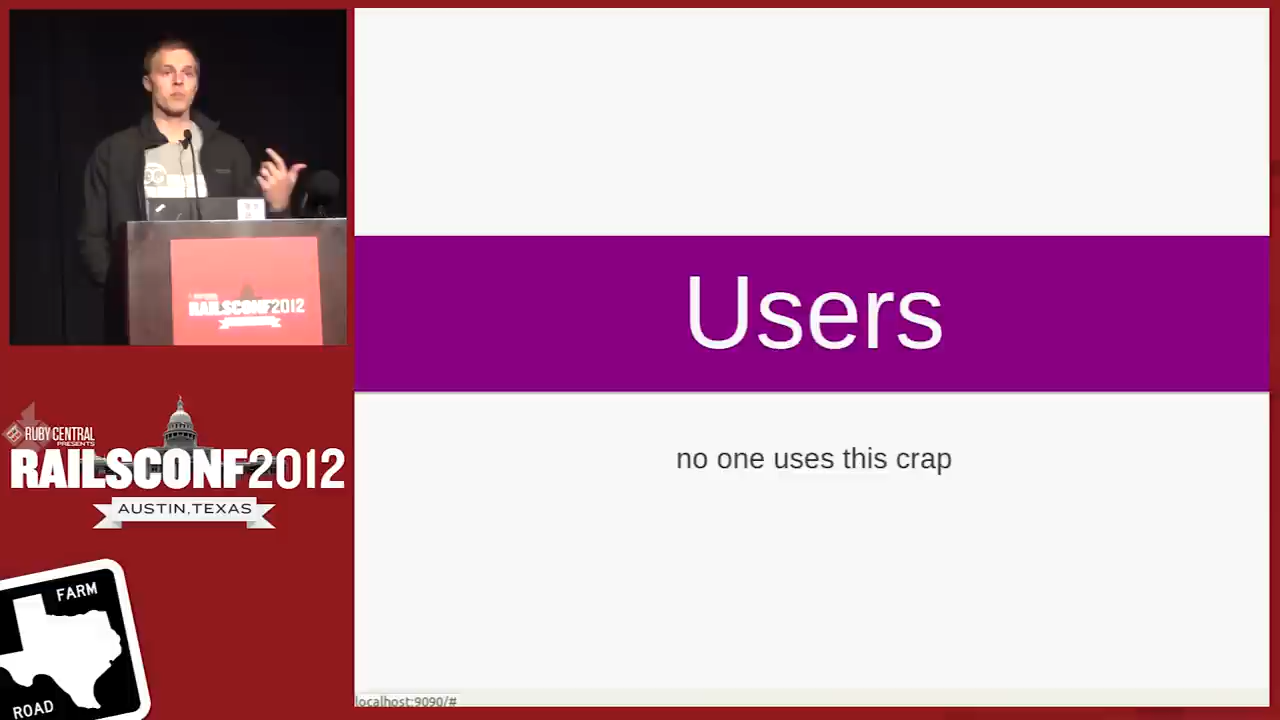 RAILSCONF2012
RUBY CENTRAL
PRESENTS
RAILSCONF2012
AUSTIN, TEXAS
FARM
ROAD
Users
no one uses this crap
localhost:9090/#